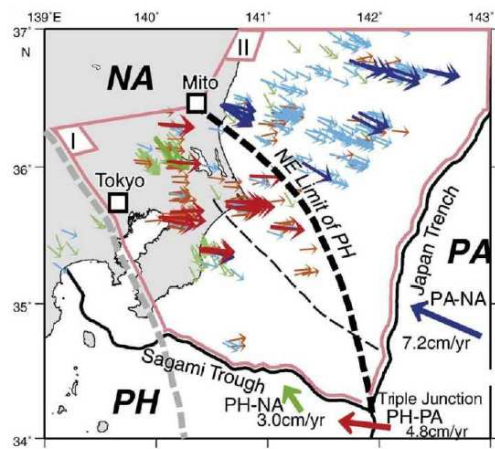 139°E 140° 141° 142° 143°
37°
N
II
NA
Mito
36°
I
Tokyo
NE Limit of PH
Japan Trench
PA
35°
PA-NA
7.2cm/yr
Sagami Trough
PH
PH-NA
3.0cm/yr
Triple Junction
PH-PA
4.8cm/yr
34°